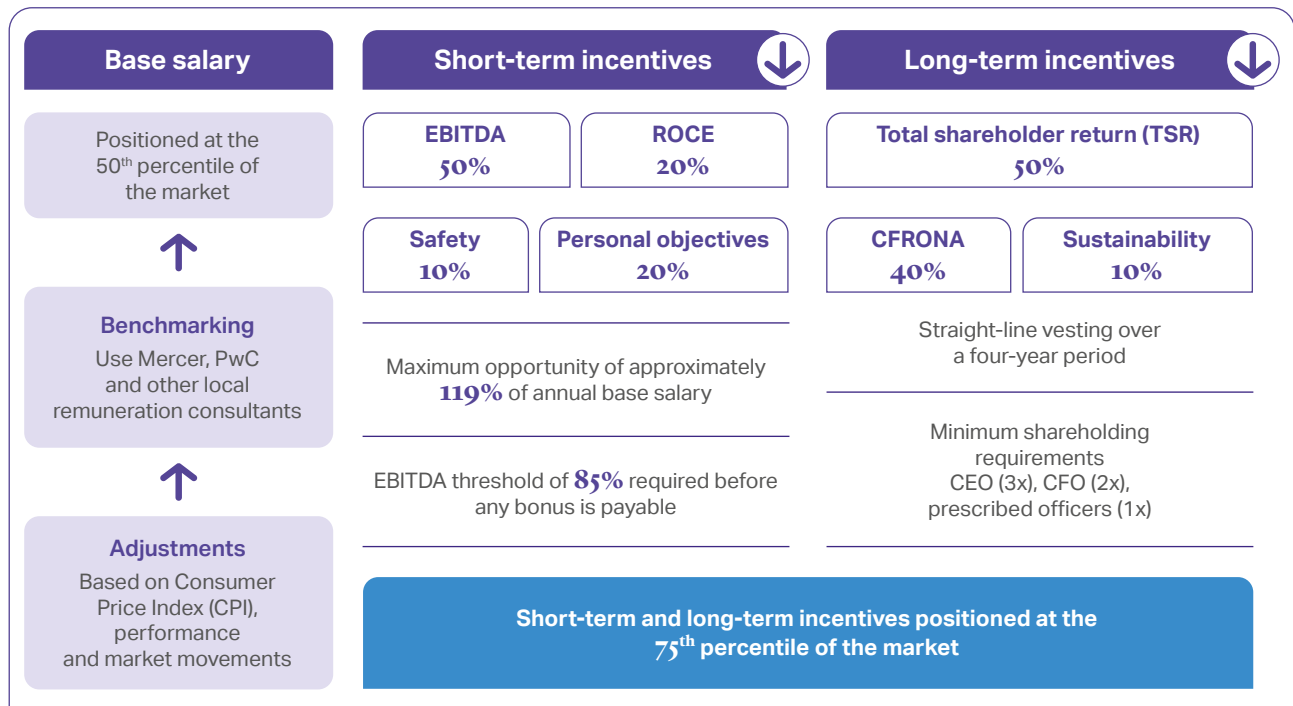 Base salary
Positioned at the
50th percentile of
the market
Benchmarking
Use Mercer, PwC
and other local
remuneration consultants
Adjustments
Based on Consumer
Price Index (CPI),
performance
and market movements
Short-term incentives
EBITDA
50%
ROCE
20%
Safety
10%
Personal objectives
20%
Maximum opportunity of approximately
119% of annual base salary
EBITDA threshold of 85% required before
any bonus is payable
Long-term incentives
Total shareholder return (TSR)
50%
CFRONA
40%
Sustainability
10%
Straight-line vesting over
a four-year period
Minimum shareholding
requirements
CEO (3x), CFO (2x),
prescribed officers (1x)
Short-term and long-term incentives positioned at the
75th percentile of the market